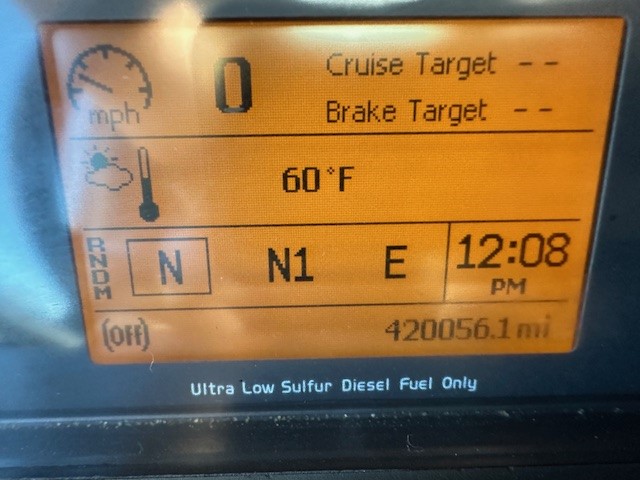 0
Cruise Target --
mph
Brake Target --
60°F
RNDM
N N1 E
12:08
PM
(OFF)
420056.1 mi
Ultra Low Sulfur Diesel Fuel Only